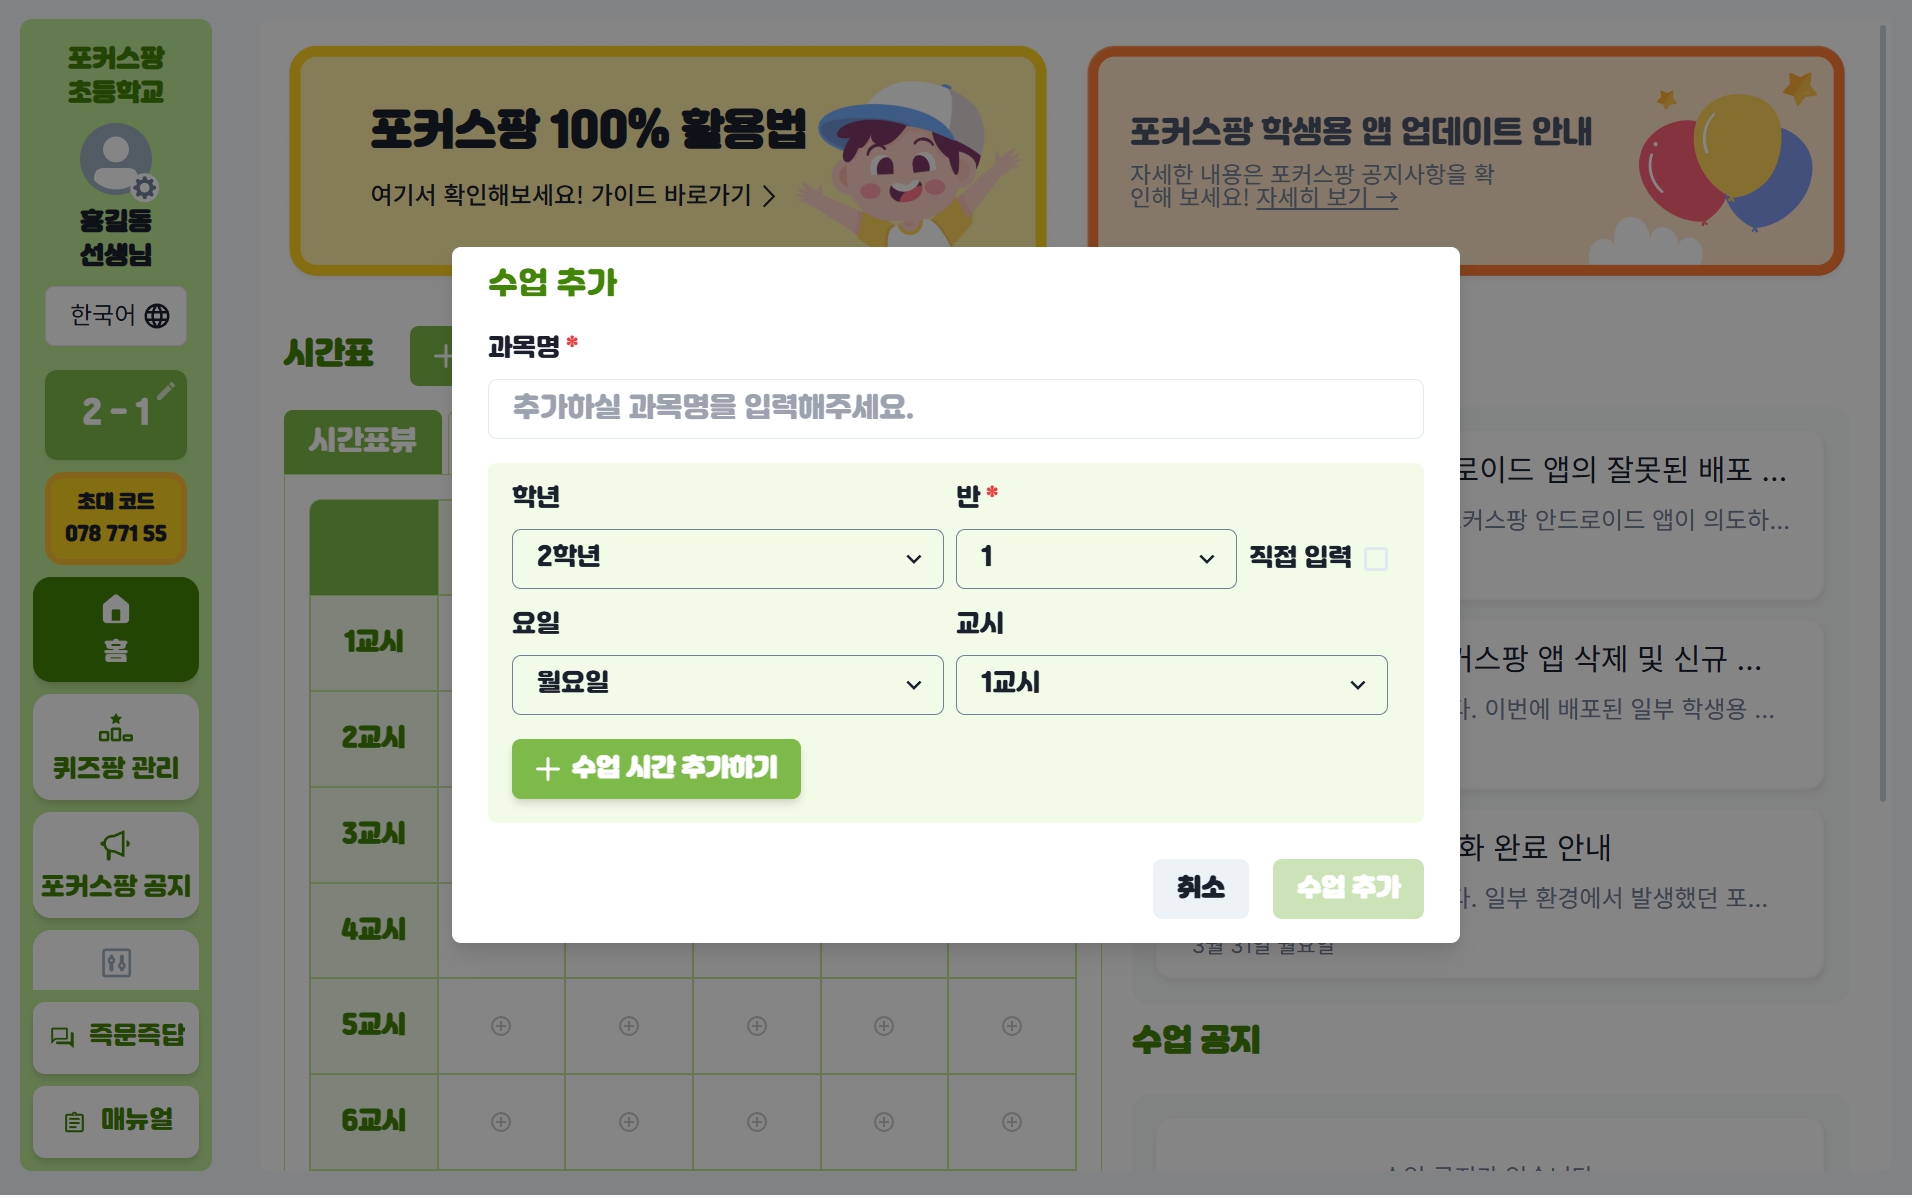 포커스팡
초등학교
홍길동
선생님
한국어
2 - 1
초대 코드
078 771 55
홈
퀴즈팡 관리
포커스팡 공지
즉문즉답
매뉴얼
포커스팡 100% 활용법
여기서 확인해보세요! 가이드 바로가기
포커스팡 학생용 앱 업데이트 안내
자세한 내용은 포커스팡 공지사항을 확
인해 보세요! 자세히 보기 →
시간표
시간표뷰
1교시
2교시
3교시
4교시
5교시
6교시
수업 추가
과목명 *
추가하실 과목명을 입력해주세요.
학년
반 *
2학년
1
직접 입력
요일
교시
월요일
1교시
수업 시간 추가하기
취소
수업 추가
로이드 앱의 잘못된 배포 ...
커스팡 안드로이드 앱이 의도하...
커스팡 앱 삭제 및 신규 ...
다. 이번에 배포된 일부 학생용 ...
화 완료 안내
다. 일부 환경에서 발생했던 포...
3월 31일 월요일
수업 공지